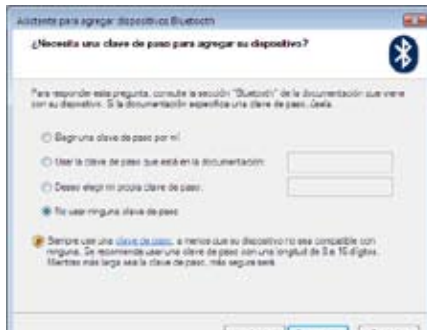 Asistente para agregar dispositivos Bluetooth
¿Necesita una clave de paso para agregar su dispositivo?
Para responder esta pregunta, consulte la sección "Bluetooth" de la documentación que viene
con su dispositivo. Si la documentación especifica una clave de paso, úsela.
Elegir una clave de paso por mí
Usar la clave de paso que está en la documentación:
Deseo elegir mi propia clave de paso:
No usar ninguna clave de paso
Siempre use una clave de paso, a menos que su dispositivo no sea compatible con
ninguna. Se recomienda usar una clave de paso con una longitud de 8 a 16 dígitos.
Mientras más larga sea la clave de paso, más segura será.